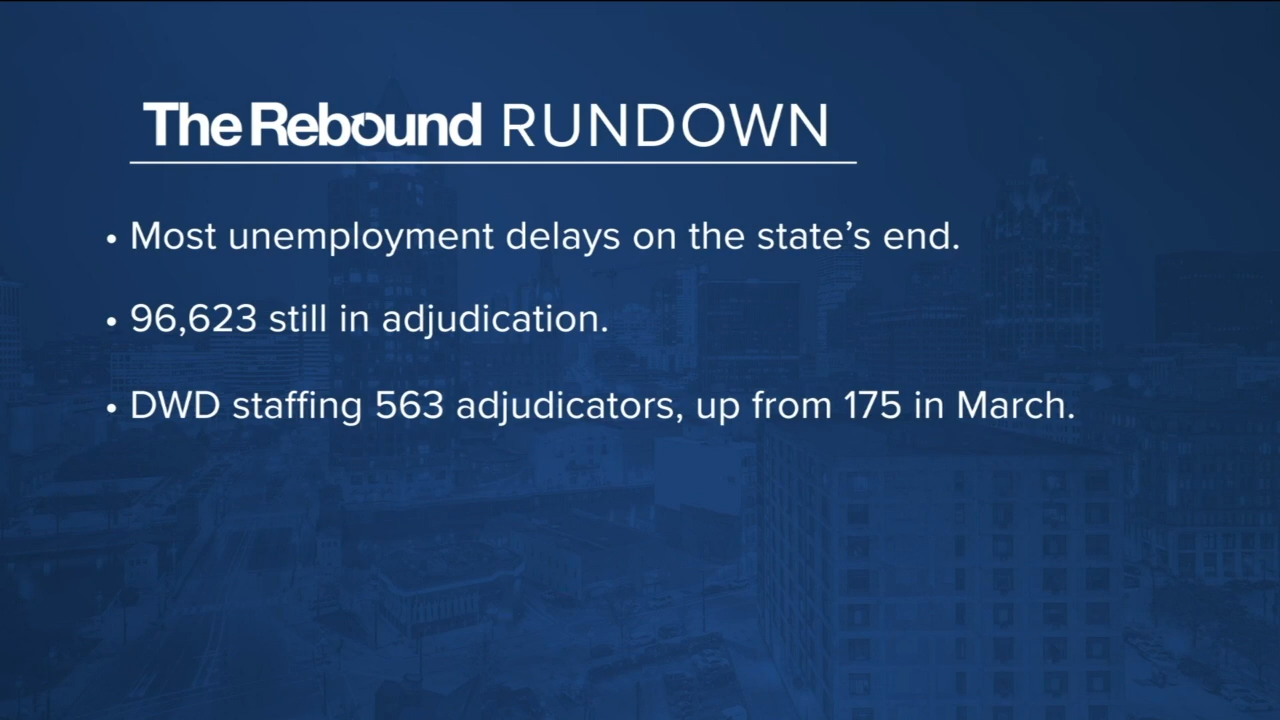 The Rebound RUNDOWN
• Most unemployment delays on the state’s end.
• 96,623 still in adjudication.
• DWD staffing 563 adjudicators, up from 175 in March.